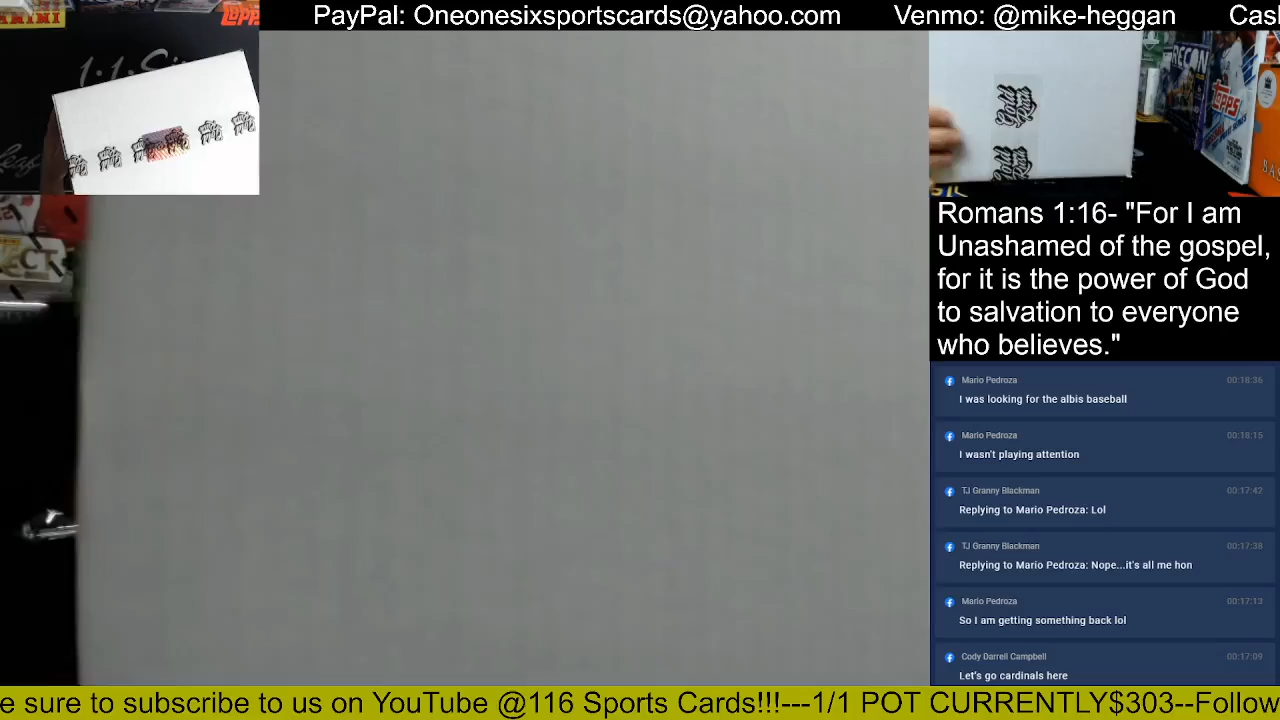 PayPal: Oneonesixsportscards@yahoo.com Venmo: @mike-heggan Cas
TOPPS
RECON
TOPPS
Romans 1:16- "For I am
Unashamed of the gospel,
for it is the power of God
to salvation to everyone
who believes."
Mario Pedroza 00:18:36
I was looking for the albis baseball
Mario Pedroza 00:18:15
I wasn't playing attention
TJ Granny Blackman 00:17:42
Replying to Mario Pedroza: Lol
TJ Granny Blackman 00:17:38
Replying to Mario Pedroza: Nope...it's all me hon
Mario Pedroza 00:17:13
So I am getting something back lol
Cody Darrell Campbell 00:17:09
Let's go cardinals here
e sure to subscribe to us on YouTube @116 Sports Cards!!!---1/1 POT CURRENTLY$303--Follow